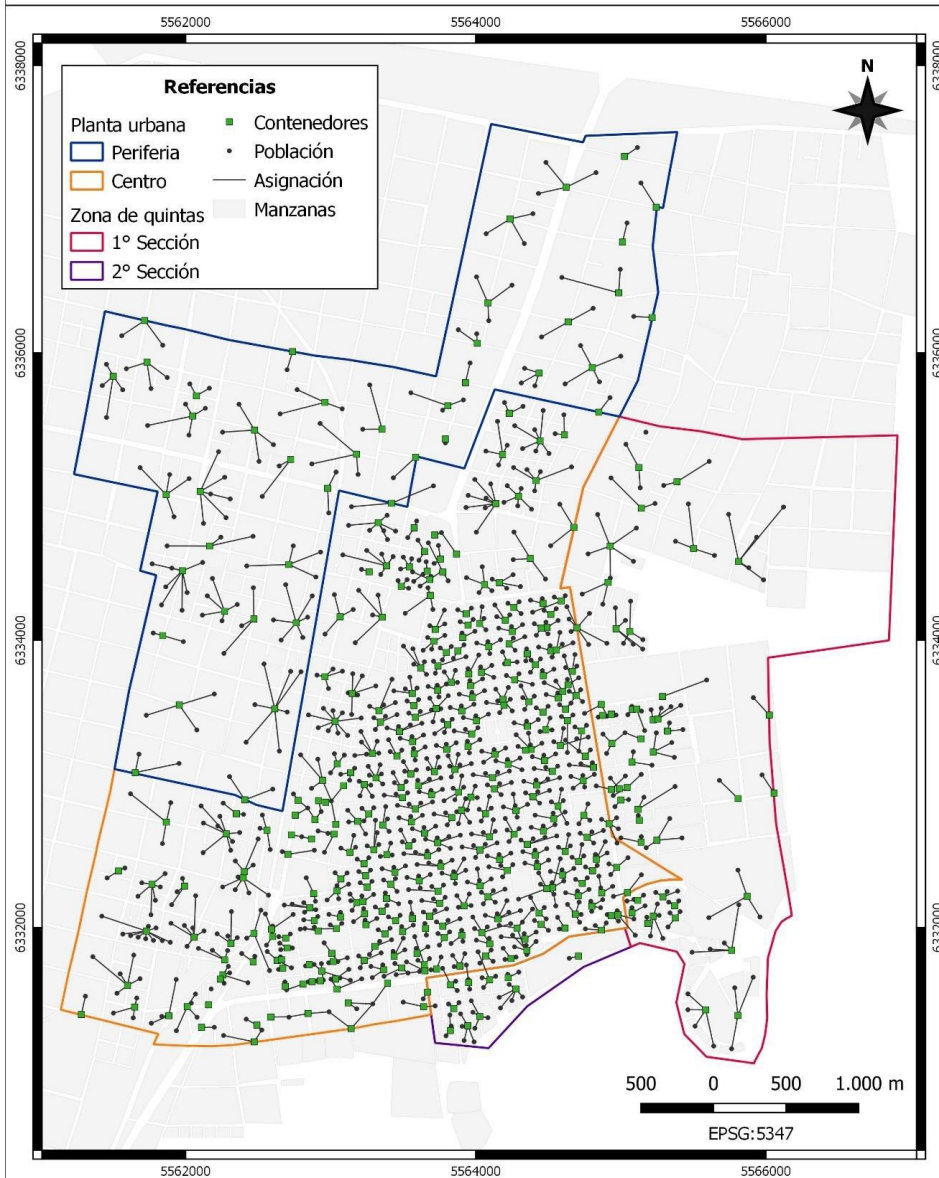 5562000 5564000 5566000
6338000 6338000
N
Referencias
Planta urbana
Periferia
Centro
Zona de quintas
1° Sección
2° Sección
Contenedores
Población
Asignación
Manzanas
6336000 6336000
6334000 6334000
6332000 6332000
500 0 500 1.000 m
EPSG:5347
5562000 5564000 5566000